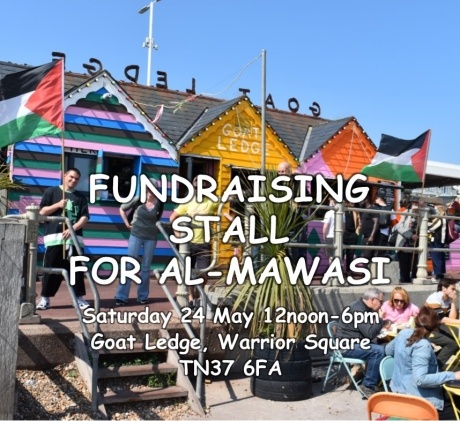 GOAT LEDGE
GOAT
LEDGE
FUNDRAISING
STALL
FOR AL-MAWASI
Saturday 24 May 12noon-6pm
Goat Ledge, Warrior Square
TN37 6FA